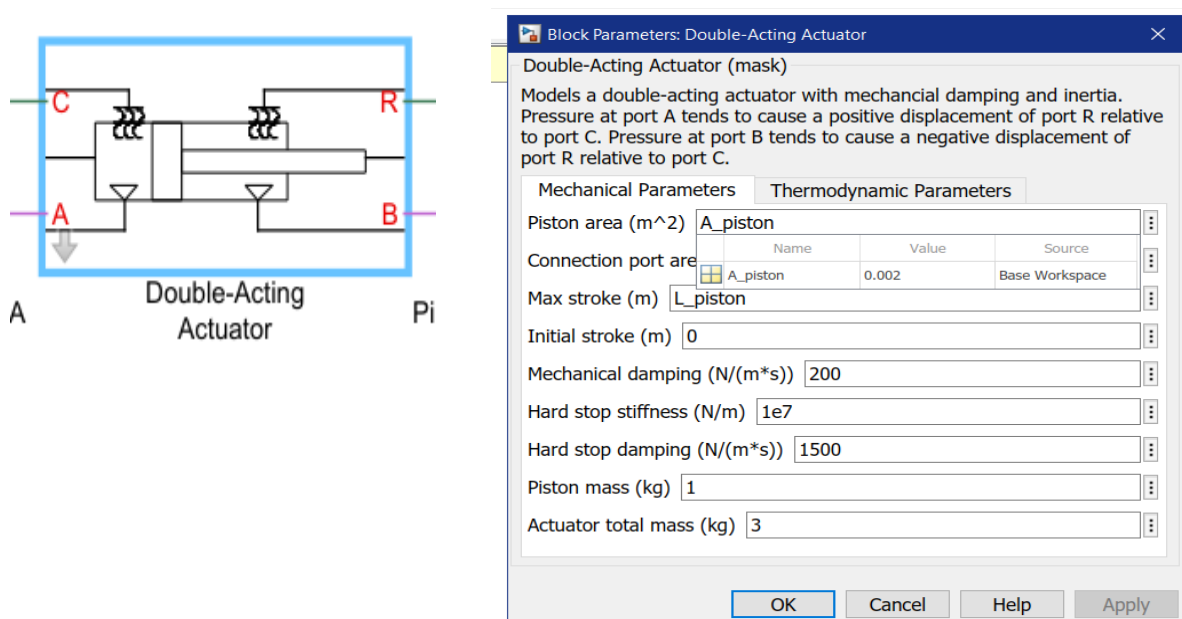 C
R
A
B
Double-Acting
Actuator
A
Pi
Block Parameters: Double-Acting Actuator
Double-Acting Actuator (mask)
Models a double-acting actuator with mechancial damping and inertia.
Pressure at port A tends to cause a positive displacement of port R relative
to port C. Pressure at port B tends to cause a negative displacement of
port R relative to port C.
Mechanical Parameters Thermodynamic Parameters
Piston area (m^2) A_piston
Name Value Source
Connection port are
A_piston 0.002 Base Workspace
Max stroke (m) L_piston
Initial stroke (m) 0
Mechanical damping (N/(m*s)) 200
Hard stop stiffness (N/m) 1e7
Hard stop damping (N/(m*s)) 1500
Piston mass (kg) 1
Actuator total mass (kg) 3
OK Cancel Help Apply